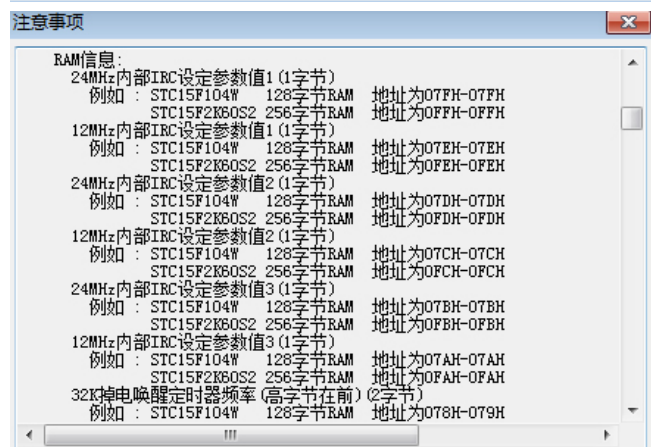 注意事项
RAM信息:
24MHz内部IRC设定参数值1(1字节)
例如 : STC15F104W 128字节RAM 地址为07FH-07FH
STC15F2K60S2 256字节RAM 地址为0FFH-0FFH
12MHz内部IRC设定参数值1(1字节)
例如 : STC15F104W 128字节RAM 地址为07EH-07EH
STC15F2K60S2 256字节RAM 地址为0FEH-0FEH
24MHz内部IRC设定参数值2(1字节)
例如 : STC15F104W 128字节RAM 地址为07DH-07DH
STC15F2K60S2 256字节RAM 地址为0FDH-0FDH
12MHz内部IRC设定参数值2(1字节)
例如 : STC15F104W 128字节RAM 地址为07CH-07CH
STC15F2K60S2 256字节RAM 地址为0FCH-0FCH
24MHz内部IRC设定参数值3(1字节)
例如 : STC15F104W 128字节RAM 地址为07BH-07BH
STC15F2K60S2 256字节RAM 地址为0FBH-0FBH
12MHz内部IRC设定参数值3(1字节)
例如 : STC15F104W 128字节RAM 地址为07AH-07AH
STC15F2K60S2 256字节RAM 地址为0FAH-0FAH
32K掉电唤醒定时器频率(高字节在前)(2字节)
例如 : STC15F104W 128字节RAM 地址为078H-079H